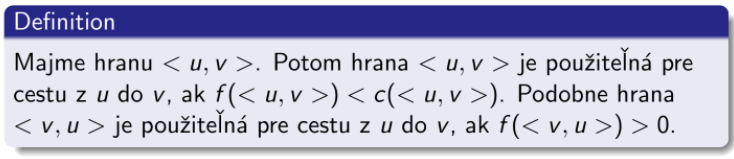 Definition
Majme hranu < u, v >. Potom hrana < u, v > je použiteľná pre
cestu z u do v, ak f(< u, v >) < c(< u, v >). Podobne hrana
< v, u > je použiteľná pre cestu z u do v, ak f(< v, u >) > 0.